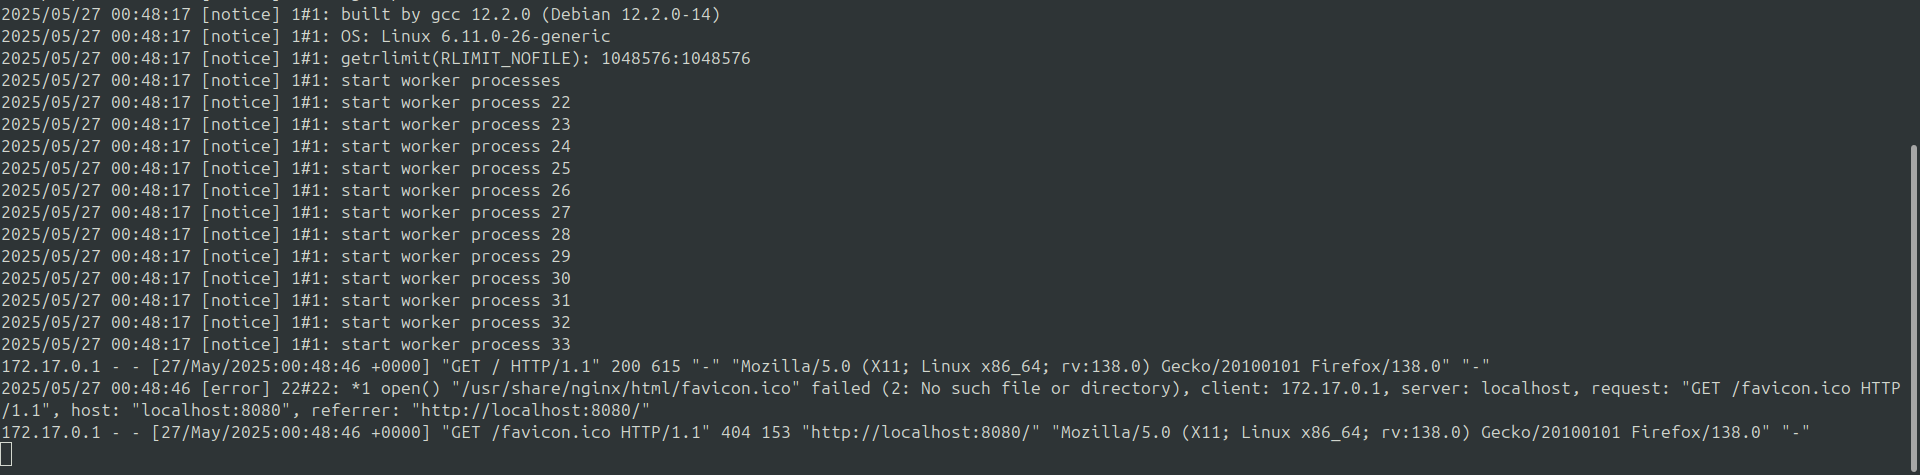 2025/05/27 00:48:17 [notice] 1#1: built by gcc 12.2.0 (Debian 12.2.0-14)
2025/05/27 00:48:17 [notice] 1#1: OS: Linux 6.11.0-26-generic
2025/05/27 00:48:17 [notice] 1#1: getrlimit(RLIMIT_NOFILE): 1048576:1048576
2025/05/27 00:48:17 [notice] 1#1: start worker processes
2025/05/27 00:48:17 [notice] 1#1: start worker process 22
2025/05/27 00:48:17 [notice] 1#1: start worker process 23
2025/05/27 00:48:17 [notice] 1#1: start worker process 24
2025/05/27 00:48:17 [notice] 1#1: start worker process 25
2025/05/27 00:48:17 [notice] 1#1: start worker process 26
2025/05/27 00:48:17 [notice] 1#1: start worker process 27
2025/05/27 00:48:17 [notice] 1#1: start worker process 28
2025/05/27 00:48:17 [notice] 1#1: start worker process 29
2025/05/27 00:48:17 [notice] 1#1: start worker process 30
2025/05/27 00:48:17 [notice] 1#1: start worker process 31
2025/05/27 00:48:17 [notice] 1#1: start worker process 32
2025/05/27 00:48:17 [notice] 1#1: start worker process 33
172.17.0.1 - - [27/May/2025:00:48:46 +0000] "GET / HTTP/1.1" 200 615 "-" "Mozilla/5.0 (X11; Linux x86_64; rv:138.0) Gecko/20100101 Firefox/138.0" "-"
2025/05/27 00:48:46 [error] 22#22: *1 open() "/usr/share/nginx/html/favicon.ico" failed (2: No such file or directory), client: 172.17.0.1, server: localhost, request: "GET /favicon.ico HTTP
/1.1", host: "localhost:8080", referrer: "http://localhost:8080/"
172.17.0.1 - - [27/May/2025:00:48:46 +0000] "GET /favicon.ico HTTP/1.1" 404 153 "http://localhost:8080/" "Mozilla/5.0 (X11; Linux x86_64; rv:138.0) Gecko/20100101 Firefox/138.0" "-"